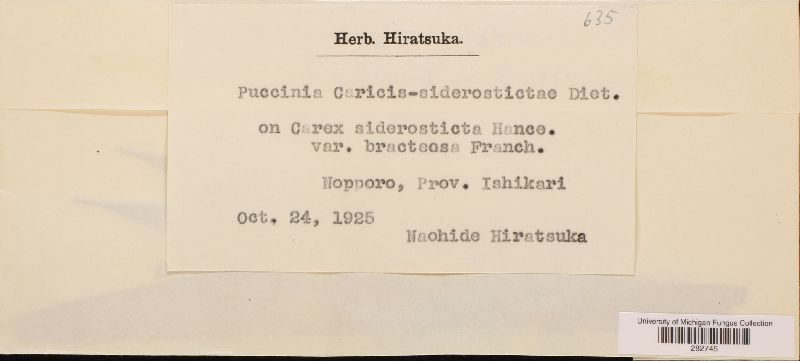 635
Herb. Hiratsuka.
Puccinia Caricis-siderostictae Diet.
on Carex siderosticta Hance.
var. bracteosa Franch.
Nopporo, Prov. Ishikari
Oct. 24, 1925
Naohide Hiratsuka
University of Michigan Fungus Collection
282745